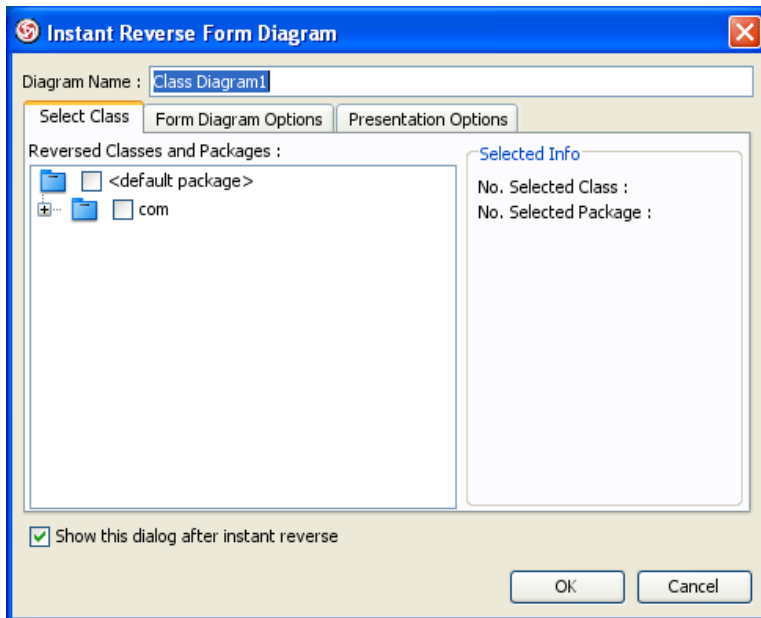 Instant Reverse Form Diagram
Diagram Name : Class Diagram1
Select Class Form Diagram Options Presentation Options
Reversed Classes and Packages :
<default package>
com
Selected Info
No. Selected Class :
No. Selected Package :
Show this dialog after instant reverse
OK Cancel